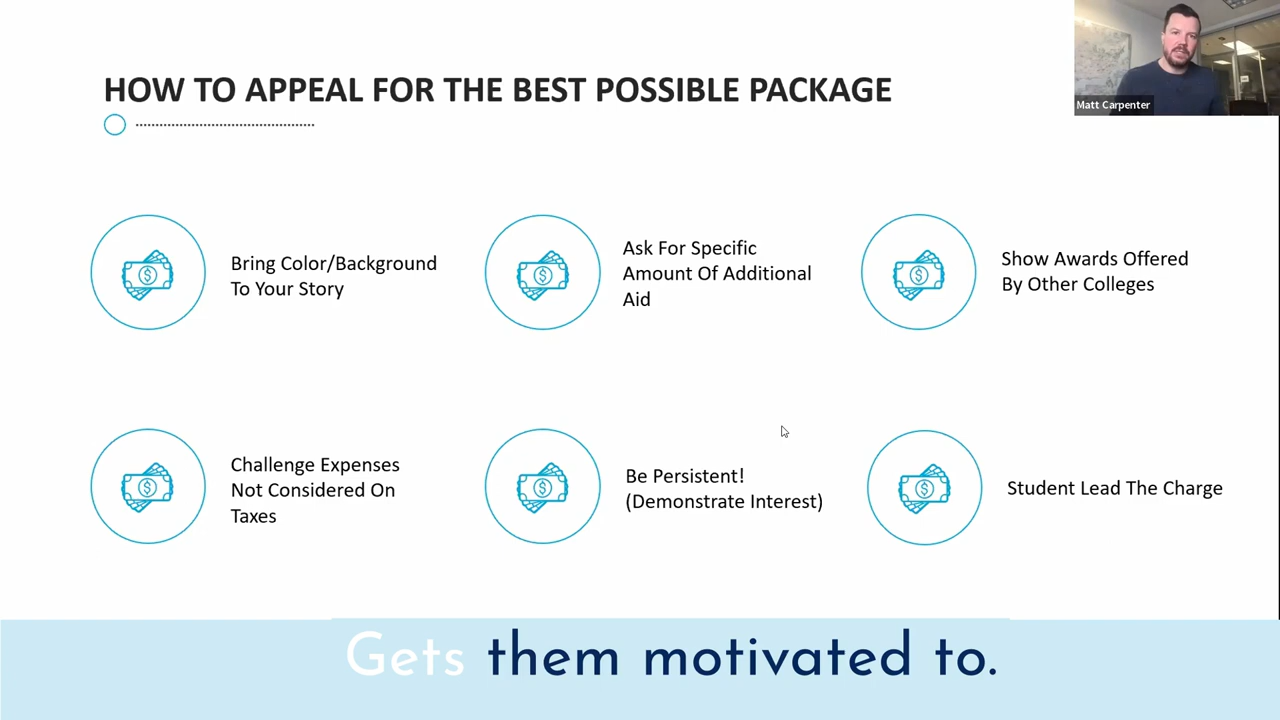 HOW TO APPEAL FOR THE BEST POSSIBLE PACKAGE
Matt Carpenter
Bring Color/Background
To Your Story
Ask For Specific
Amount Of Additional
Aid
Show Awards Offered
By Other Colleges
Challenge Expenses
Not Considered On
Taxes
Be Persistent!
(Demonstrate Interest)
Student Lead The Charge
Gets them motivated to.